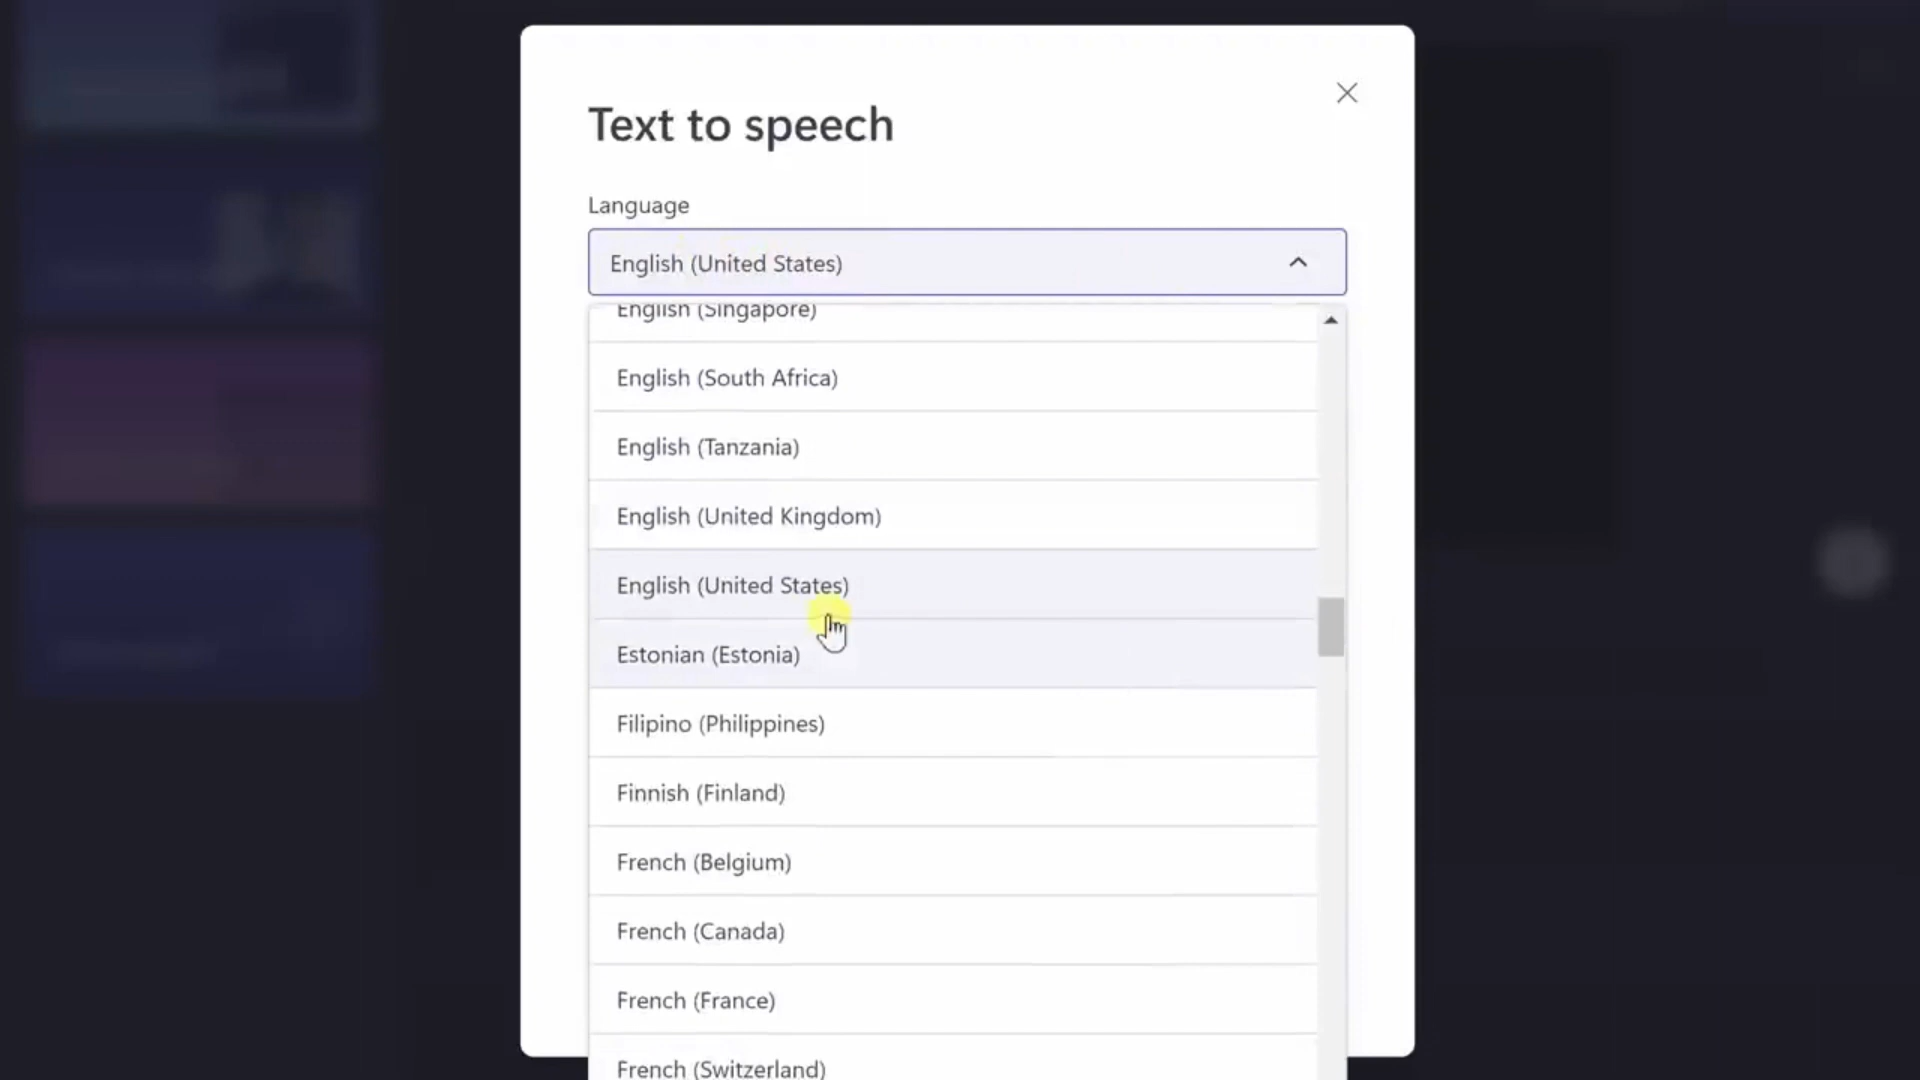 Text to speech
Language
English (United States)
English (Singapore)
English (South Africa)
English (Tanzania)
English (United Kingdom)
English (United States)
Estonian (Estonia)
Filipino (Philippines)
Finnish (Finland)
French (Belgium)
French (Canada)
French (France)
French (Switzerland)